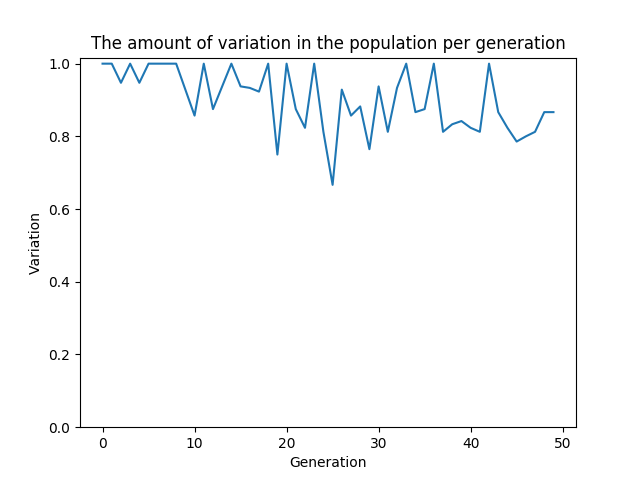 The amount of variation in the population per generation
1.0
0.8
0.6
0.4
0.2
0.0
Variation
0 10 20 30 40 50
Generation